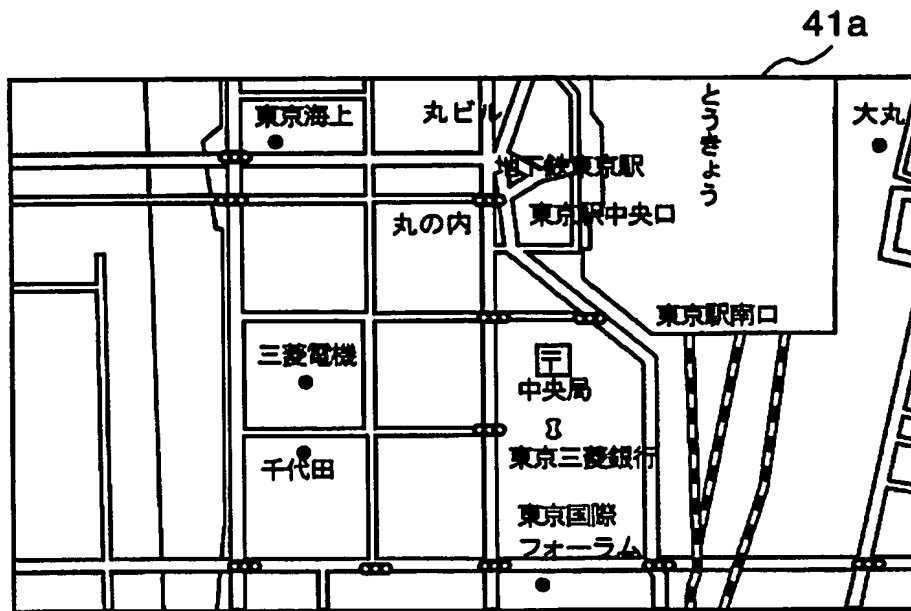 41a
東京海上
丸ビル
とうきょう
大丸
地下鉄東京駅
丸の内
東京駅中央口
東京駅南口
三菱電機
〒
中央局
千代田
東京三菱銀行
東京国際
フォーラム